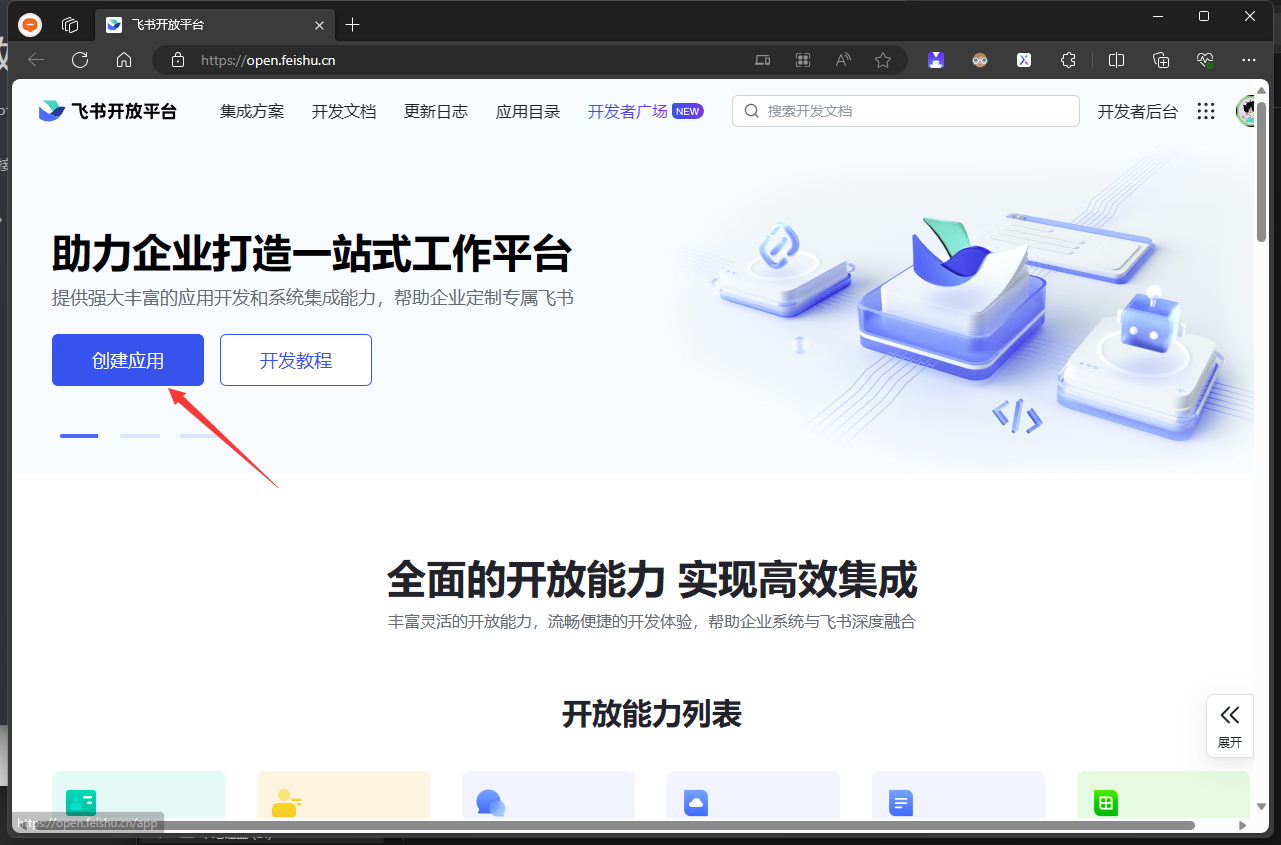 飞书开放平台
https://open.feishu.cn
飞书开放平台
集成方案
开发文档
更新日志
应用目录
开发者广场 NEW
搜索开发文档
开发者后台
助力企业打造一站式工作平台
提供强大丰富的应用开发和系统集成能力，帮助企业定制专属飞书
创建应用
开发教程
全面的开放能力 实现高效集成
丰富灵活的开放能力，流畅便捷的开发体验，帮助企业系统与飞书深度融合
开放能力列表
展开
https://open.feishu.cn/app